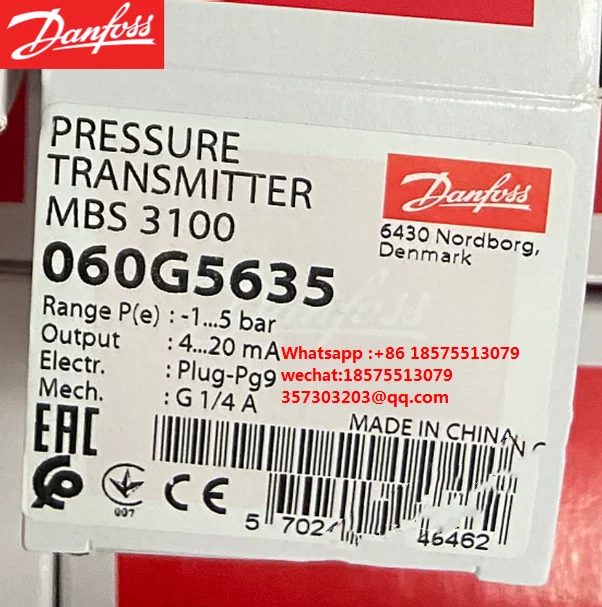 Danfoss
PRESSURE
TRANSMITTER
MBS 3100
060G5635
Danfoss
6430 Nordborg,
Denmark
Range P(e) : -1...5 bar
Output : 4...20 mA
Electr. : Plug-Pg9
Mech. : G 1/4 A
Whatsapp :+86 18575513079
wechat:18575513079
357303203@qq.com
MADE IN CHINA
EAC
007
CE
5 702 46462
Danfoss